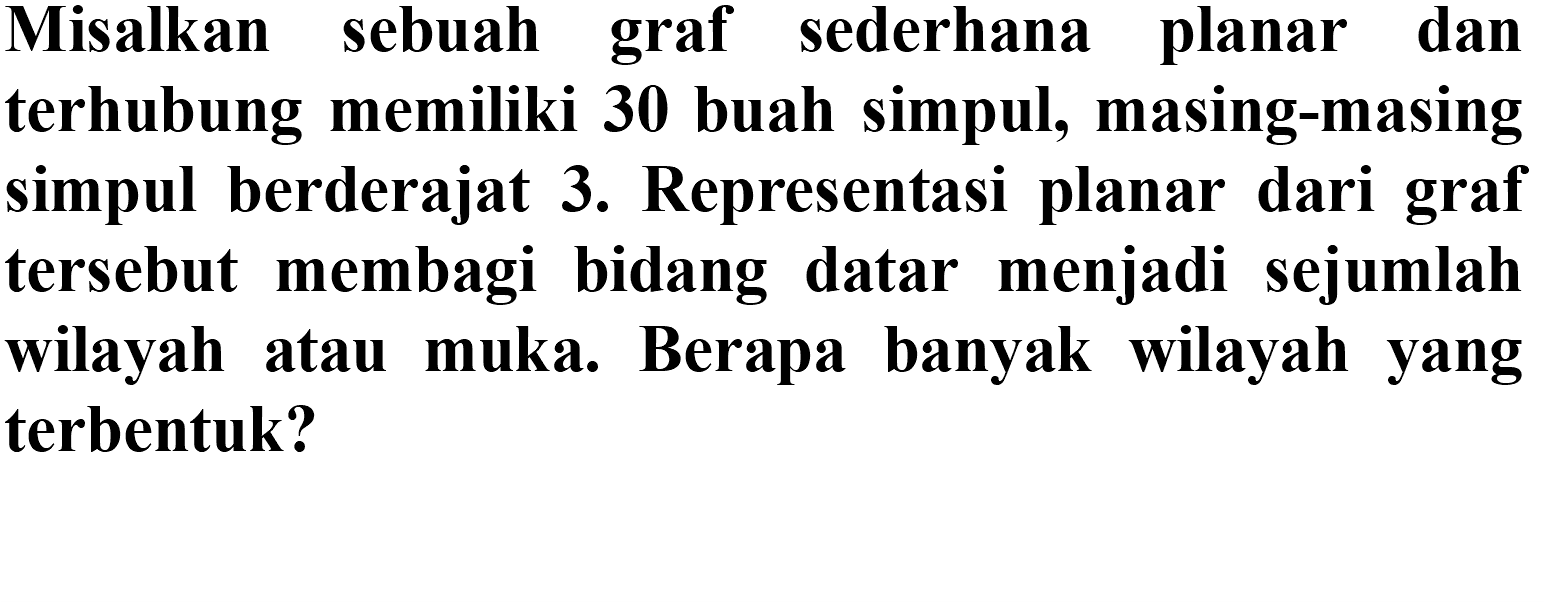 Misalkan sebuah graf sederhana planar dan
terhubung memiliki 30 buah simpul, masing-masing
simpul berderajat 3. Representasi planar dari graf
tersebut membagi bidang datar menjadi sejumlah
wilayah atau muka. Berapa banyak wilayah yang
terbentuk?